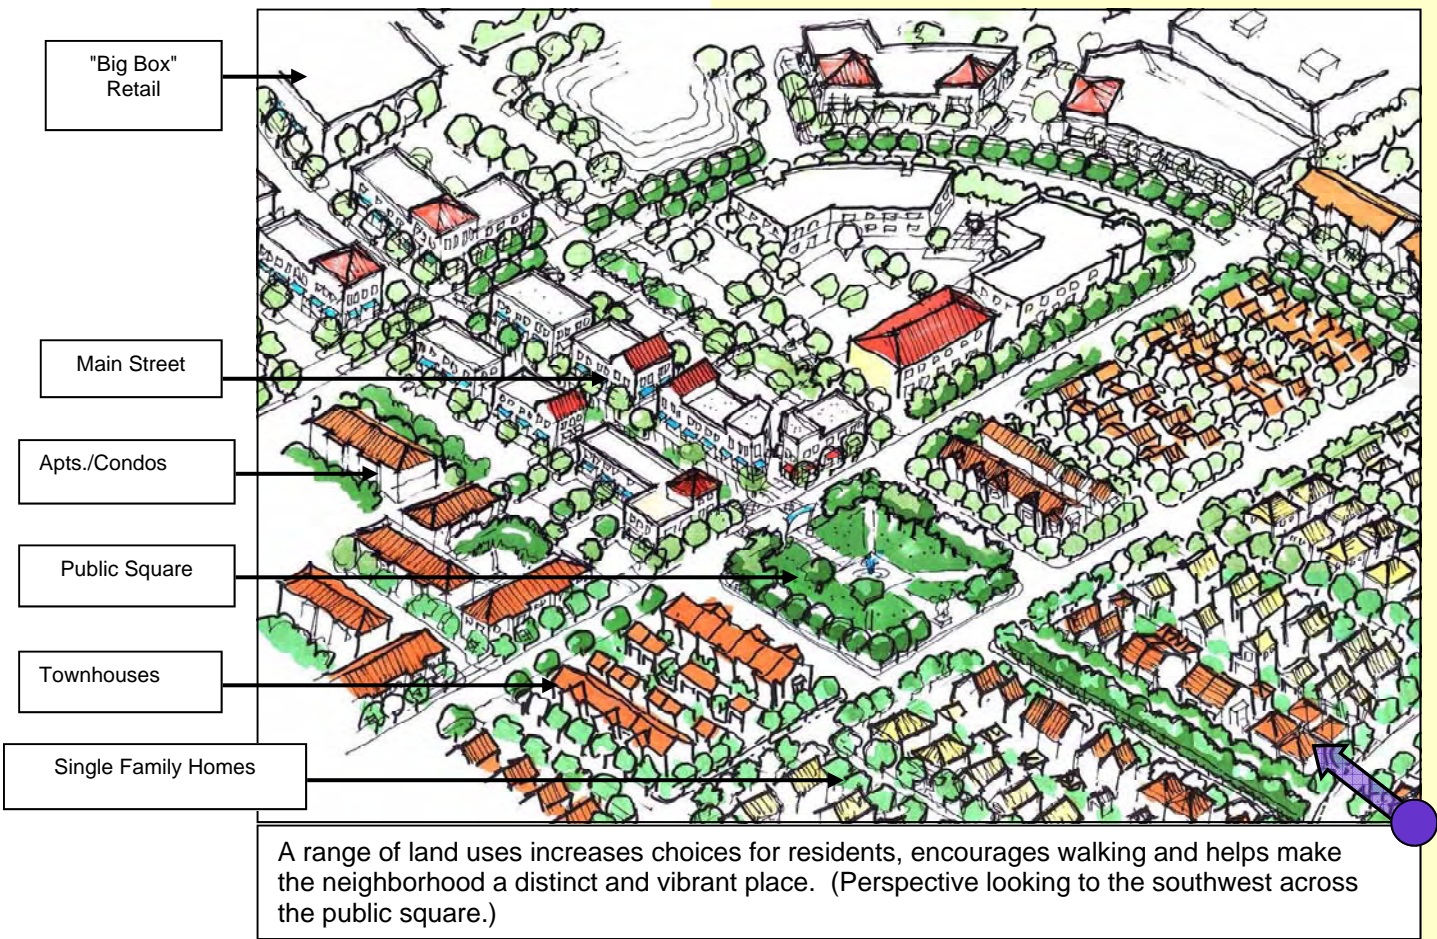 "Big Box"
Retail
Main Street
Apts./Condos
Public Square
Townhouses
Single Family Homes
A range of land uses increases choices for residents, encourages walking and helps make
the neighborhood a distinct and vibrant place.  (Perspective looking to the southwest across
the public square.)